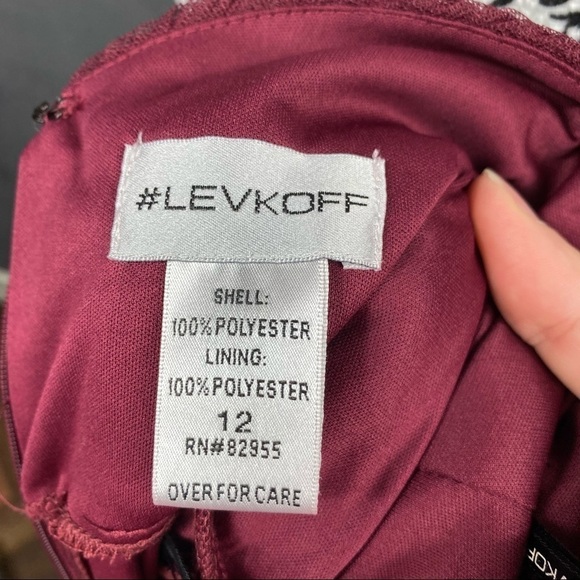 #LEVKOFF
SHELL:
100%POLYESTER
LINING:
100%POLYESTER
12
RN#82955
OVER FOR CARE